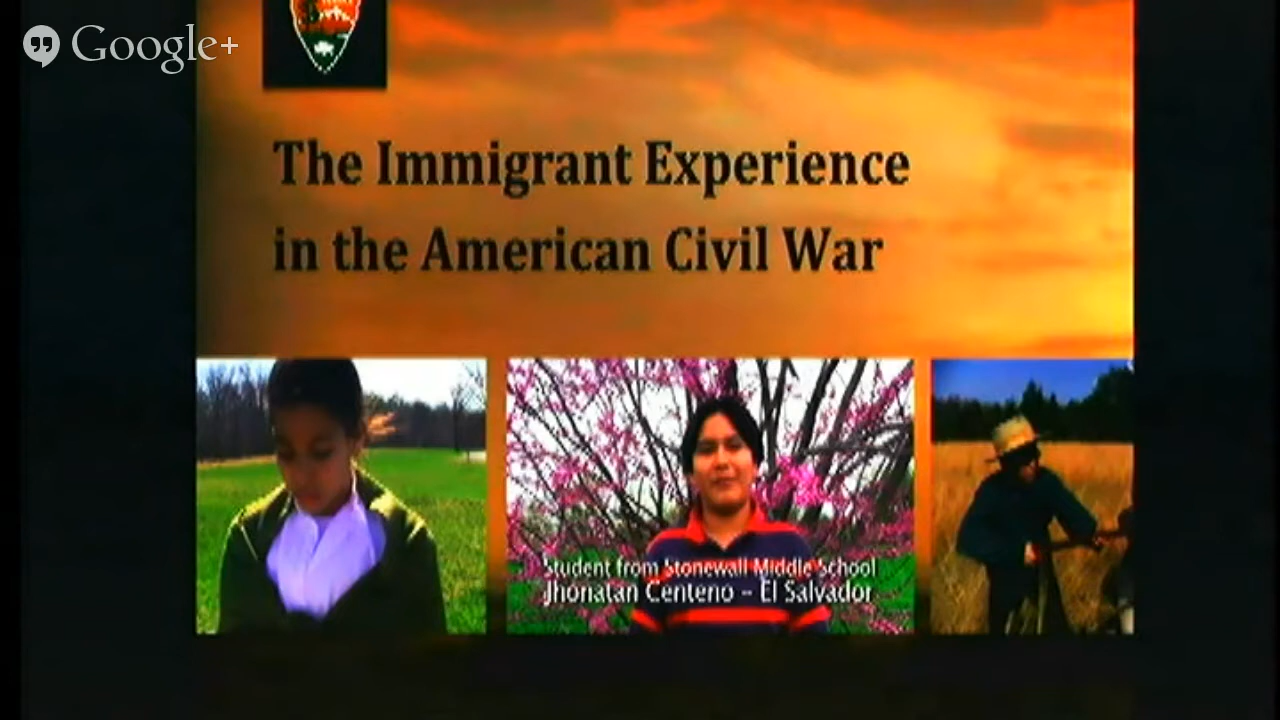 Google+
The Immigrant Experience
in the American Civil War
Student from Stonewall Middle School
Jhonatan Centeno – El Salvador